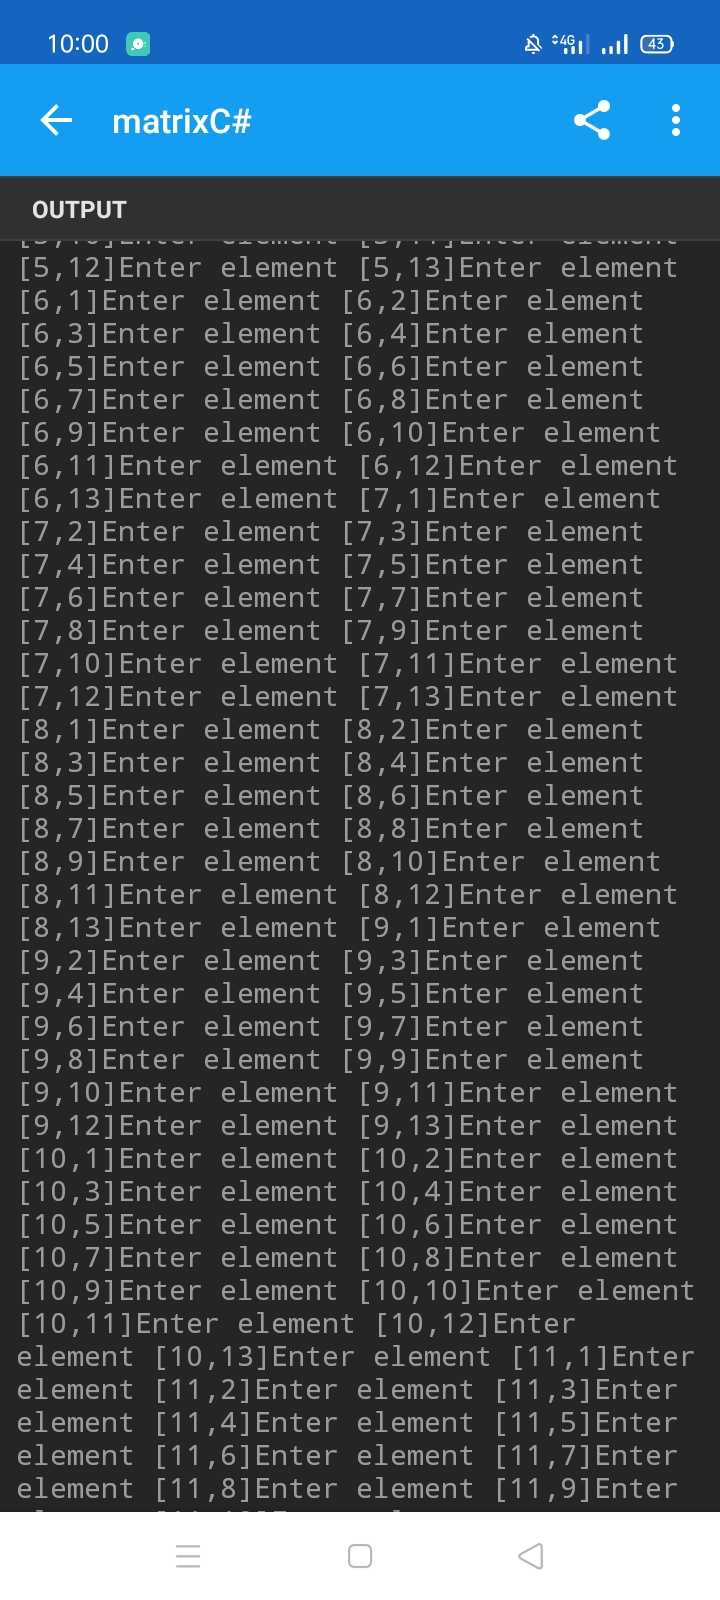 10:00
4G
43
matrixC#
OUTPUT
[5,12]Enter element [5,13]Enter element
[6,1]Enter element [6,2]Enter element
[6,3]Enter element [6,4]Enter element
[6,5]Enter element [6,6]Enter element
[6,7]Enter element [6,8]Enter element
[6,9]Enter element [6,10]Enter element
[6,11]Enter element [6,12]Enter element
[6,13]Enter element [7,1]Enter element
[7,2]Enter element [7,3]Enter element
[7,4]Enter element [7,5]Enter element
[7,6]Enter element [7,7]Enter element
[7,8]Enter element [7,9]Enter element
[7,10]Enter element [7,11]Enter element
[7,12]Enter element [7,13]Enter element
[8,1]Enter element [8,2]Enter element
[8,3]Enter element [8,4]Enter element
[8,5]Enter element [8,6]Enter element
[8,7]Enter element [8,8]Enter element
[8,9]Enter element [8,10]Enter element
[8,11]Enter element [8,12]Enter element
[8,13]Enter element [9,1]Enter element
[9,2]Enter element [9,3]Enter element
[9,4]Enter element [9,5]Enter element
[9,6]Enter element [9,7]Enter element
[9,8]Enter element [9,9]Enter element
[9,10]Enter element [9,11]Enter element
[9,12]Enter element [9,13]Enter element
[10,1]Enter element [10,2]Enter element
[10,3]Enter element [10,4]Enter element
[10,5]Enter element [10,6]Enter element
[10,7]Enter element [10,8]Enter element
[10,9]Enter element [10,10]Enter element
[10,11]Enter element [10,12]Enter
element [10,13]Enter element [11,1]Enter
element [11,2]Enter element [11,3]Enter
element [11,4]Enter element [11,5]Enter
element [11,6]Enter element [11,7]Enter
element [11,8]Enter element [11,9]Enter